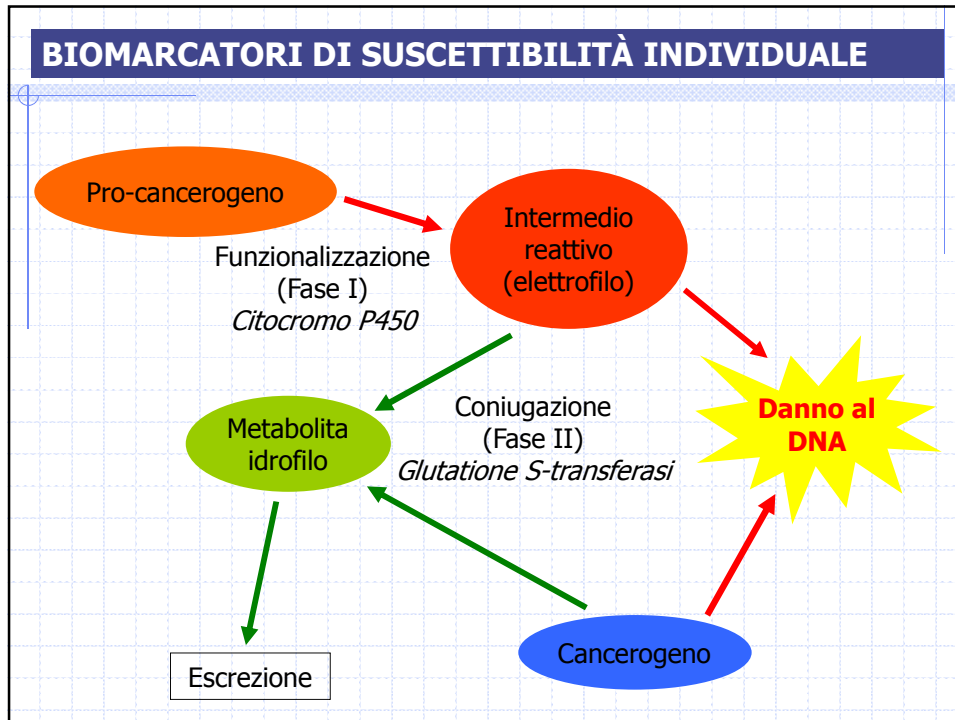 BIOMARCATORI DI SUSCETTIBILITÀ INDIVIDUALE
Pro-cancerogeno
Intermedio
reattivo
(elettrofilo)
Funzionalizzazione
(Fase I)
Citocromo P450
Danno al
DNA
Metabolita
idrofilo
Coniugazione
(Fase II)
Glutatione S-transferasi
Cancerogeno
Escrezione